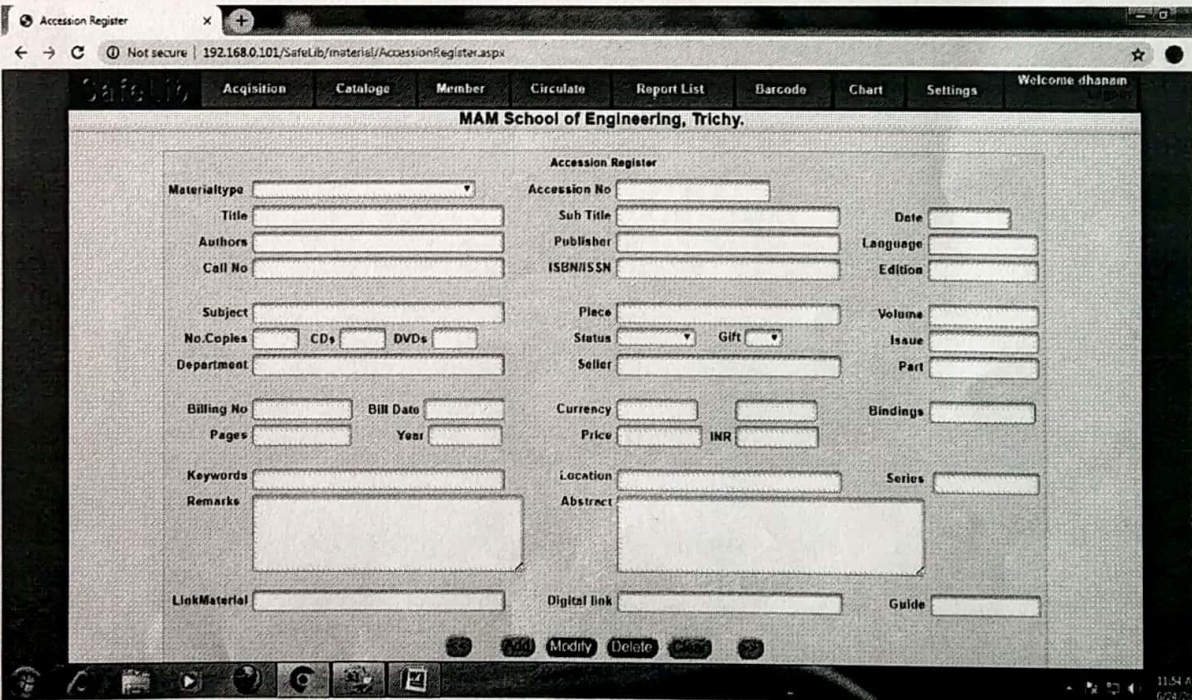 Accession Register × +
Not secure | 192.168.0.101/SafeLib/material/AccessionRegister.aspx
SafeLib Acqisition Cataloge Member Circulate Report List Barcode Chart Settings Welcome dhanam
MAM School of Engineering, Trichy.
Accession Register
Materialtype Accession No
Title Sub Title Date
Authors Publisher Language
Call No ISBN/ISSN Edition
Subject Place Volume
No.Copies CDs DVDs Status Gift Issue
Department Seller Part
Billing No Bill Date Currency Bindings
Pages Year Price INR
Keywords Location Series
Remarks Abstract
LinkMaterial Digital link Guide
<< Add Modify Delete Clear >>
11:54 A